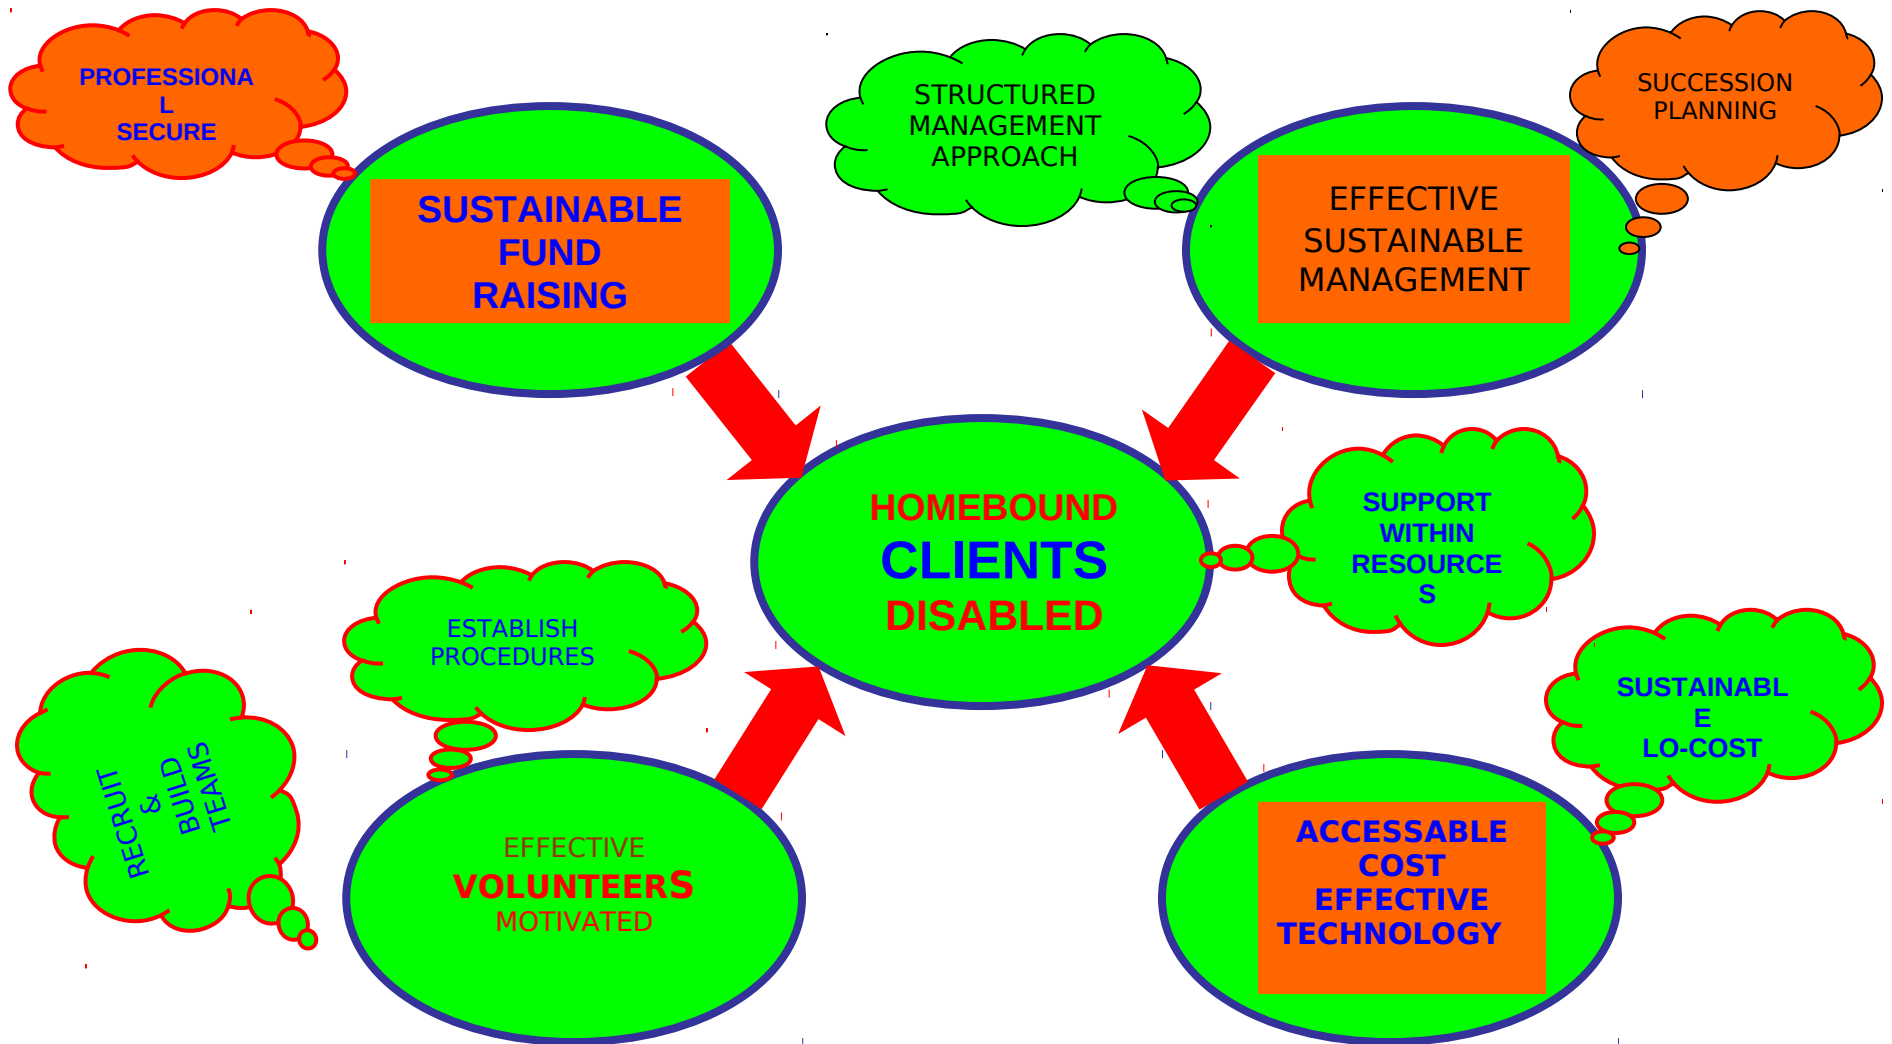 PROFESSIONA
L
SECURE
SUSTAINABLE
FUND
RAISING
STRUCTURED
MANAGEMENT
APPROACH
EFFECTIVE
SUSTAINABLE
MANAGEMENT
SUCCESSION
PLANNING
HOMEBOUND
CLIENTS
DISABLED
SUPPORT
WITHIN
RESOURCE
S
ESTABLISH
PROCEDURES
RECRUIT
&
BUILD
TEAMS
EFFECTIVE
VOLUNTEERS
MOTIVATED
SUSTAINABL
E
LO-COST
ACCESSABLE
COST
EFFECTIVE
TECHNOLOGY